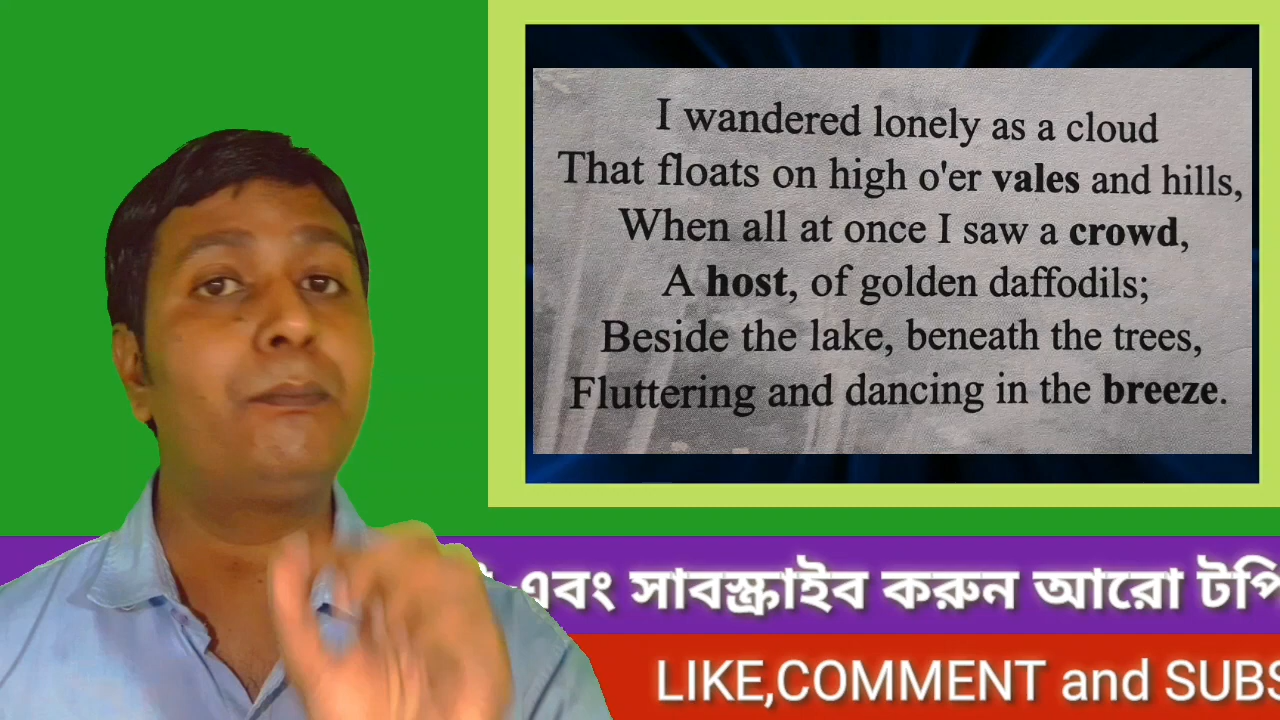 I wandered lonely as a cloud
That floats on high o'er vales and hills,
When all at once I saw a crowd,
A host, of golden daffodils;
Beside the lake, beneath the trees,
Fluttering and dancing in the breeze.
এবং সাবস্ক্রাইব করুন আরো টপি
LIKE,COMMENT and SUBS